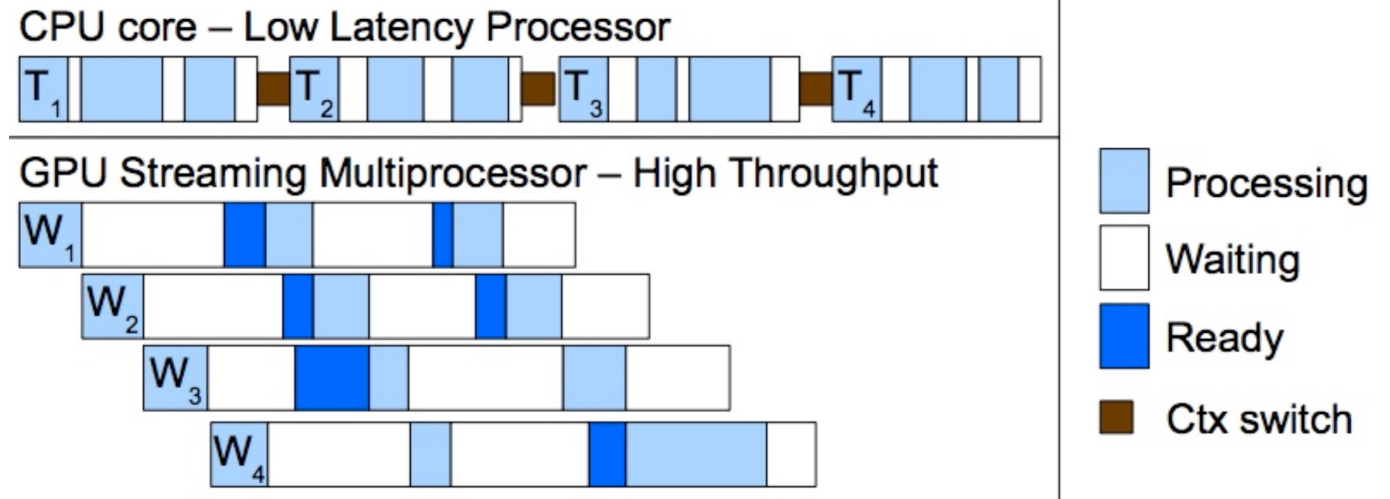 CPU core – Low Latency Processor
T1 T2 T3 T4
GPU Streaming Multiprocessor – High Throughput
W1
W2
W3
W4
Processing
Waiting
Ready
Ctx switch